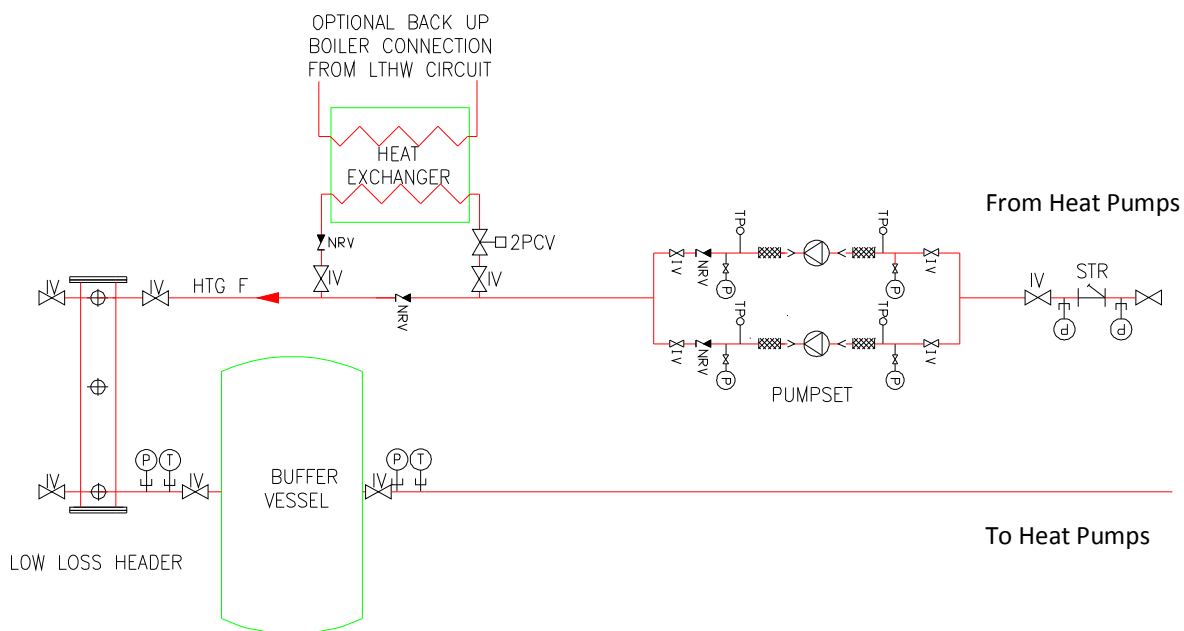 OPTIONAL BACK UP
BOILER CONNECTION
FROM LTHW CIRCUIT
HEAT
EXCHANGER
NRV
2PCV
IV
IV
From Heat Pumps
TPO
TPO
IV
NRV
P
P
IV
IV
STR
P
P
IV
IV
HTG F
NRV
TPO
TPO
IV
NRV
P
P
IV
PUMPSET
IV
P
T
IV
BUFFER
VESSEL
IV
P
T
To Heat Pumps
LOW LOSS HEADER